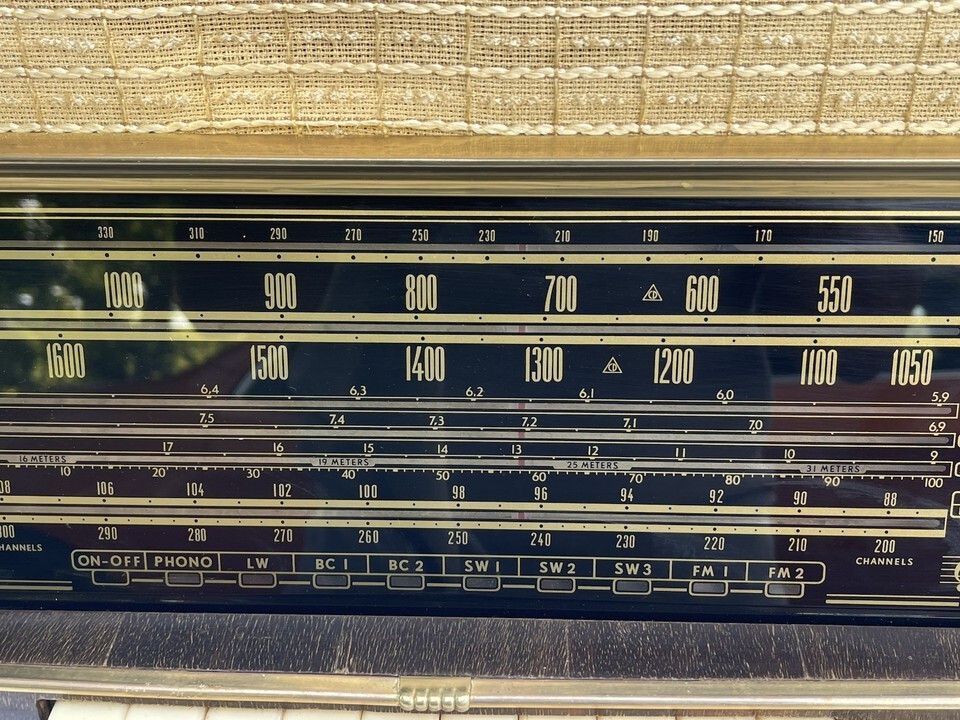 330 310 290 270 250 230 210 190 170 150
1000 900 800 700 CD 600 550
1600 1500 1400 1300 CD 1200 1100 1050
6,4 6,3 6,2 6,1 6,0 5,9
7,5 7,4 7,3 7,2 7,1 7,0 6,9
17 16 15 14 13 12 11 10 9
16 METERS 19 METERS 25 METERS 31 METERS
10 20 30 40 50 60 70 80 90 100
08 106 104 102 100 98 96 94 92 90 88
300 290 280 270 260 250 240 230 220 210 200
HANNELS CHANNELS
ON-OFF PHONO LW BC 1 BC 2 SW 1 SW 2 SW 3 FM 1 FM 2